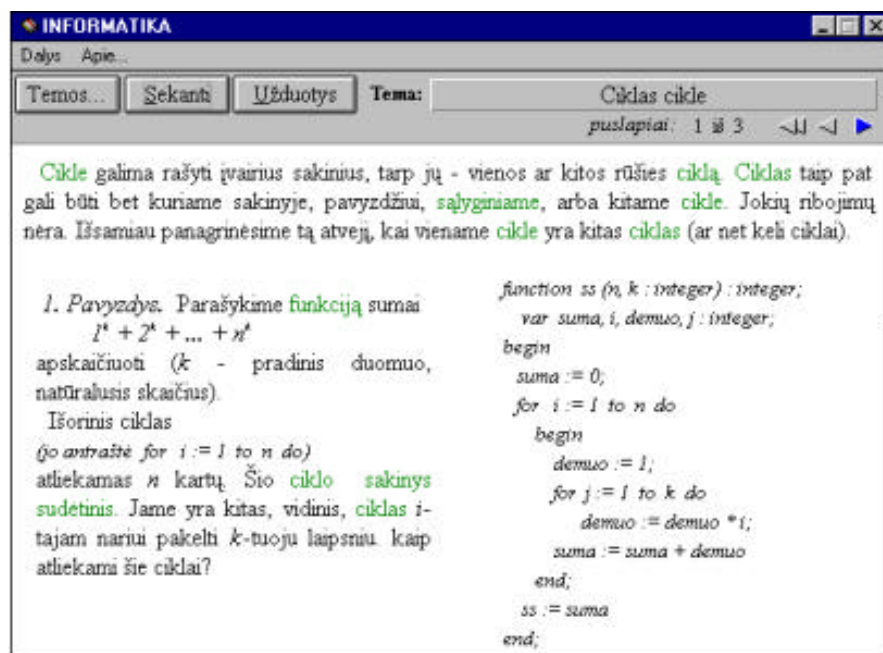 INFORMATIKA
Dalys Apie...
Temos... Sekanti Užduotys Tema: Ciklas cikle
puslapiai: 1 iš 3
Cikle galima rašyti įvairius sakinius, tarp jų - vienos ar kitos rūšies ciklą. Ciklas taip pat
gali būti bet kuriame sakinyje, pavyzdžiui, sąlyginiame, arba kitame cikle. Jokių ribojimų
nėra. Išsamiau panagrinėsime tą atvejį, kai viename cikle yra kitas ciklas (ar net keli ciklai).
1. Pavyzdys. Parašykime funkciją sumai
1ᵏ + 2ᵏ + ... + nᵏ
apskaičiuoti (k - pradinis duomuo,
natūralusis skaičius).
Išorinis ciklas
(jo antraštė for i := 1 to n do)
atliekamas n kartų. Šio ciklo sakinys
sudėtinis. Jame yra kitas, vidinis, ciklas i-
tajam nariui pakelti k-tuoju laipsniu. kaip
atliekami šie ciklai?
function ss (n, k : integer) : integer;
var suma, i, demuo, j : integer;
begin
suma := 0;
for i := 1 to n do
begin
demuo := 1;
for j := 1 to k do
demuo := demuo * i;
suma := suma + demuo
end;
ss := suma
end;